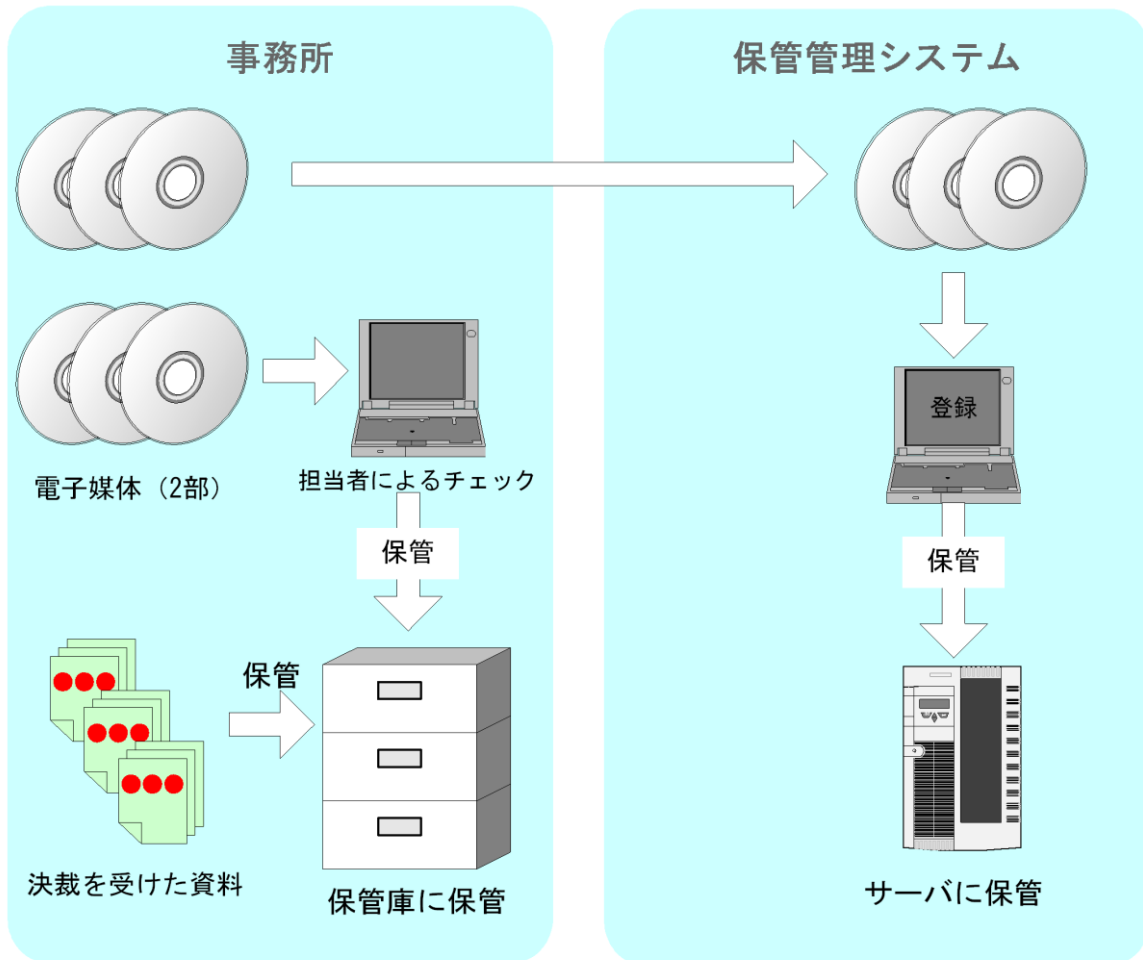 事務所
電子媒体（2部）
担当者によるチェック
保管
保管
決裁を受けた資料
保管庫に保管
保管管理システム
登録
保管
サーバに保管